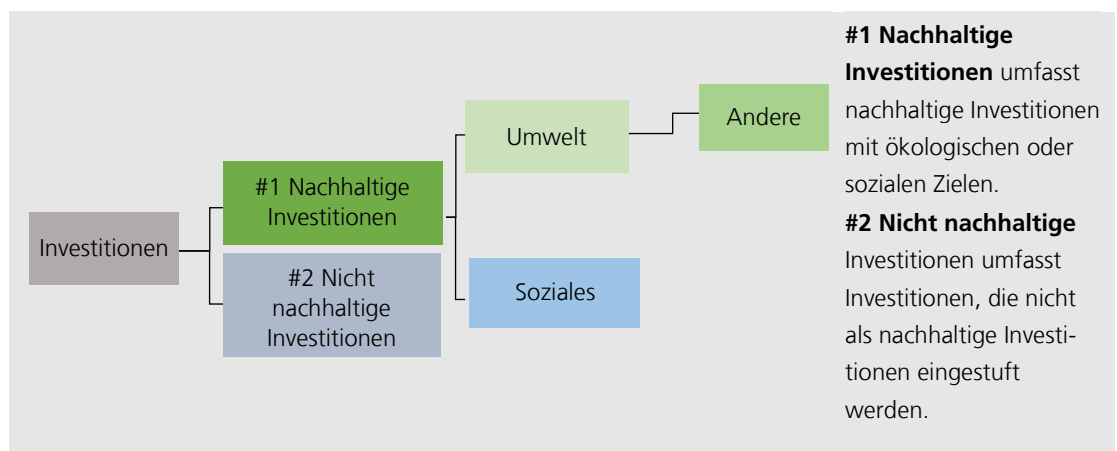 Investitionen
#1 Nachhaltige
Investitionen
#2 Nicht
nachhaltige
Investitionen
Umwelt
Soziales
Andere
#1 Nachhaltige
Investitionen umfasst
nachhaltige Investitionen
mit ökologischen oder
sozialen Zielen.
#2 Nicht nachhaltige
Investitionen umfasst
Investitionen, die nicht
als nachhaltige Investi-
tionen eingestuft
werden.